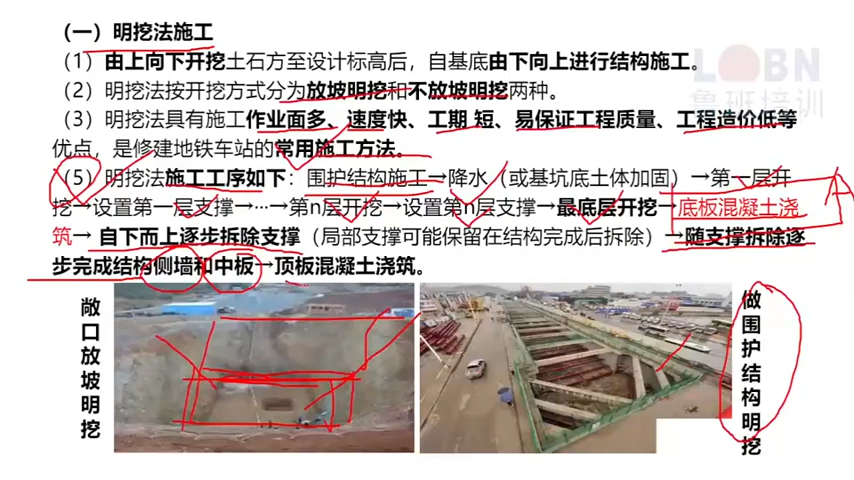 （一）明挖法施工
（1）由上向下开挖土石方至设计标高后，自基底由下向上进行结构施工。
（2）明挖法按开挖方式分为放坡明挖和不放坡明挖两种。
（3）明挖法具有施工作业面多、速度快、工期 短、易保证工程质量、工程造价低等
优点，是修建地铁车站的常用施工方法。
（5）明挖法施工工序如下：围护结构施工→降水（或基坑底土体加固）→第一层开
挖→设置第一层支撑→…→第n层开挖→设置第n层支撑→最底层开挖→底板混凝土浇
筑→ 自下而上逐步拆除支撑（局部支撑可能保留在结构完成后拆除）→随支撑拆除逐
步完成结构侧墙和中板→顶板混凝土浇筑。
敞口放坡明挖
做围护结构明挖
LOBN
鲁班培训